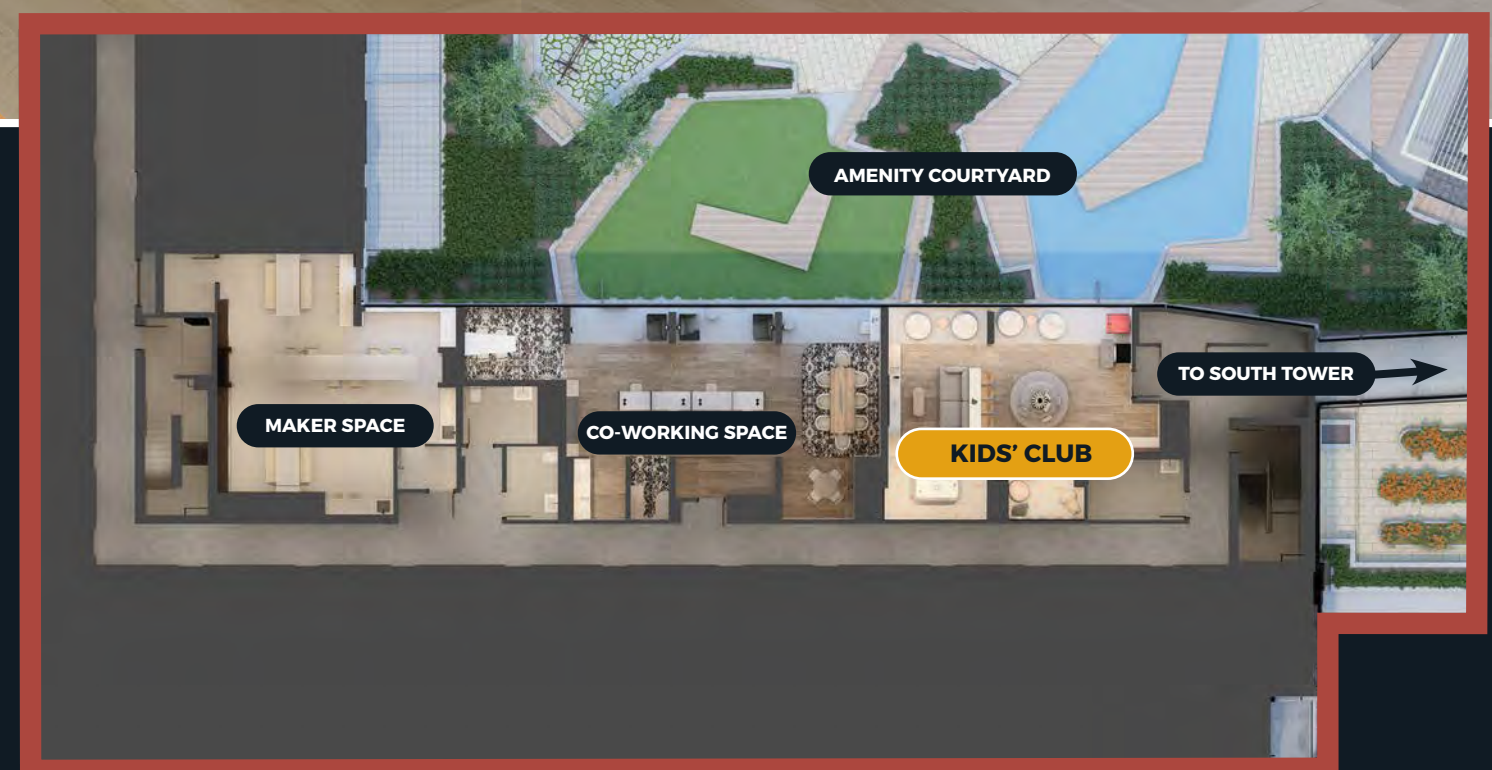 AMENITY COURTYARD
TO SOUTH TOWER
MAKER SPACE
CO-WORKING SPACE
KIDS’ CLUB